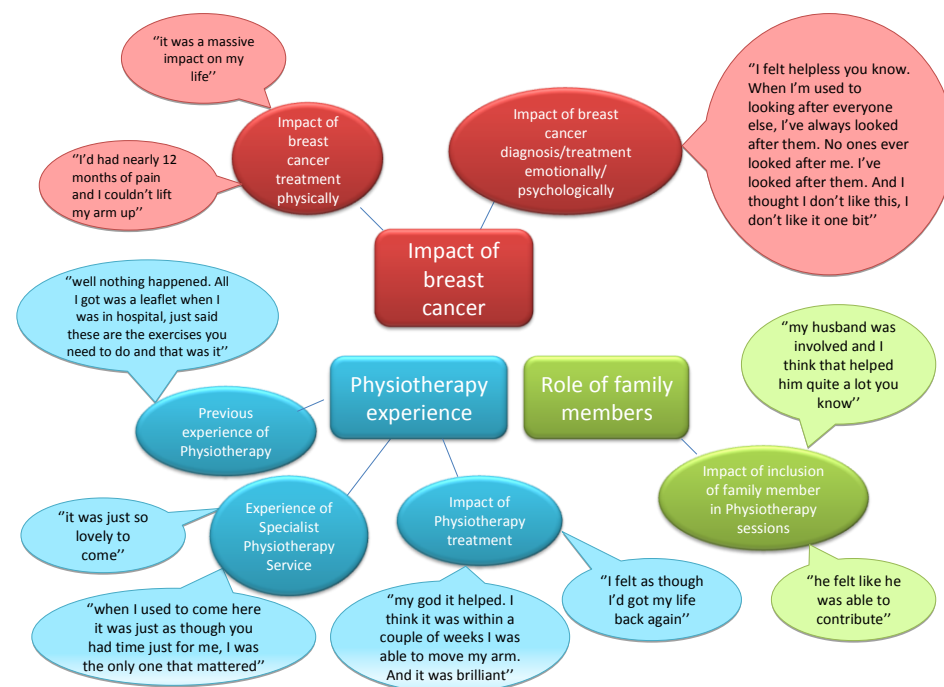 ‘‘it was a massive
impact on my
life’’
Impact of
breast
cancer
treatment
physically
‘‘I’d had nearly 12
months of pain
and I couldn’t lift
my arm up’’
Impact of breast
cancer
diagnosis/treatment
emotionally/
psychologically
‘‘I felt helpless you know.
When I’m used to
looking after everyone
else, I’ve always looked
after them. No ones ever
looked after me. I’ve
looked after them. And I
thought I don’t like this, I
don’t like it one bit’’
Impact of
breast
cancer
‘‘well nothing happened. All
I got was a leaflet when I
was in hospital, just said
these are the exercises you
need to do and that was it’’
Physiotherapy
experience
Role of family
members
‘‘my husband was
involved and I
think that helped
him quite a lot you
know’’
Previous
experience of
Physiotherapy
Impact of inclusion
of family member
in Physiotherapy
sessions
‘‘it was just so
lovely to
come’’
Experience of
Specialist
Physiotherapy
Service
Impact of
Physiotherapy
treatment
‘‘when I used to come here
it was just as though you
had time just for me, I was
the only one that mattered’’
‘‘my god it helped. I
think it was within a
couple of weeks I was
able to move my arm.
And it was brilliant’’
‘‘I felt as though
I’d got my life
back again’’
‘‘he felt like he
was able to
contribute’’